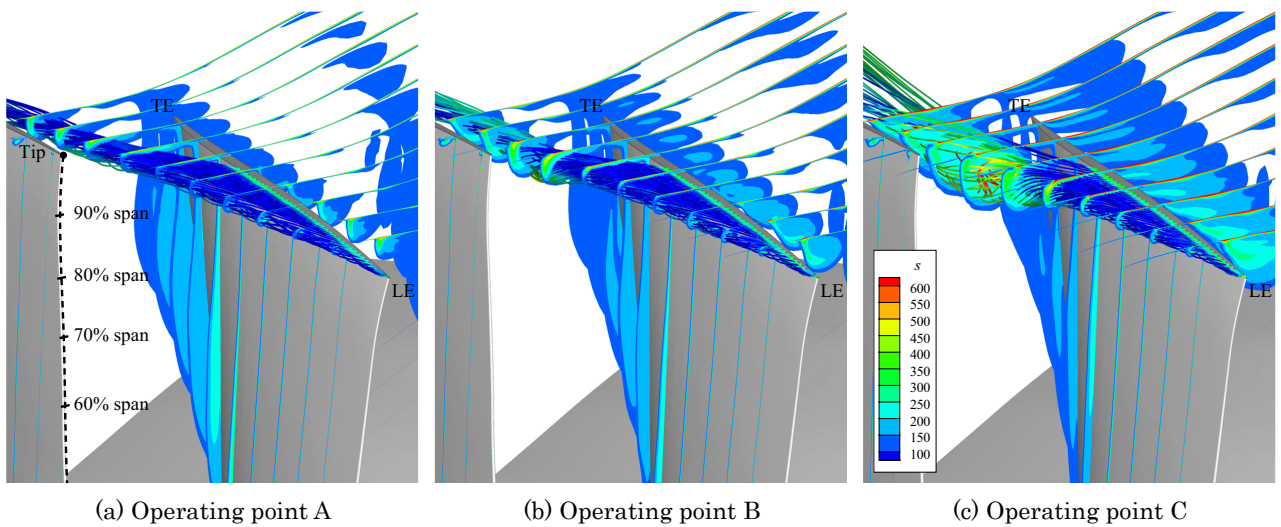 TE
Tip
90% span
80% span
70% span
60% span
LE
TE
LE
TE
LE
s
600
550
500
450
400
350
300
250
200
150
100
(a) Operating point A
(b) Operating point B
(c) Operating point C